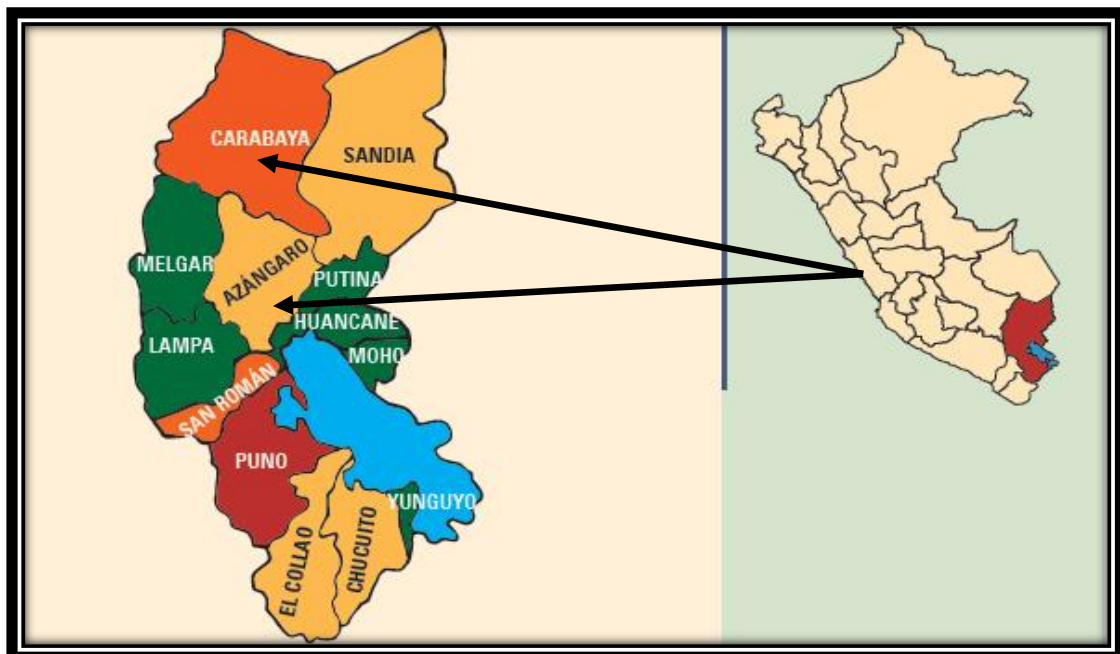 CARABAYA
SANDIA
MELGAR
AZÁNGARO
PUTINA
HUANCANE
LAMPA
MOHO
SAN ROMÁN
PUNO
YUNGUYO
EL COLLAO
CHUCUITO